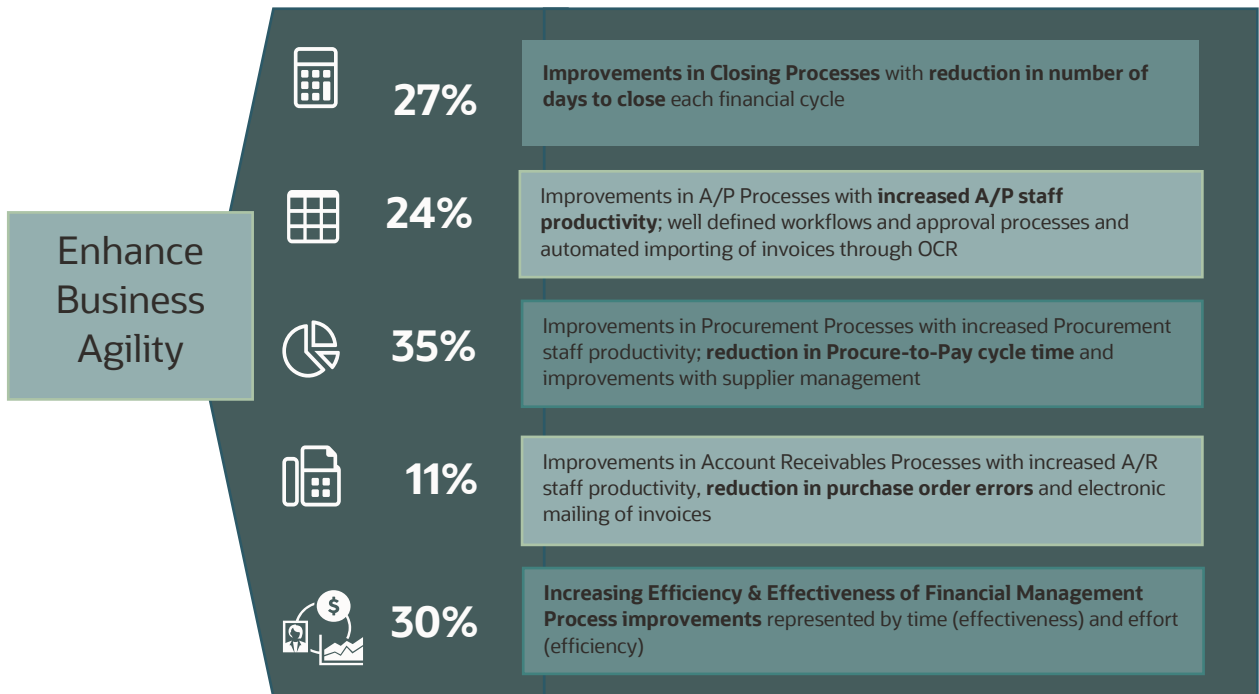 Enhance
Business
Agility
27%
Improvements in Closing Processes with reduction in number of
days to close each financial cycle
24%
Improvements in A/P Processes with increased A/P staff
productivity; well defined workflows and approval processes and
automated importing of invoices through OCR
35%
Improvements in Procurement Processes with increased Procurement
staff productivity; reduction in Procure-to-Pay cycle time and
improvements with supplier management
11%
Improvements in Account Receivables Processes with increased A/R
staff productivity, reduction in purchase order errors and electronic
mailing of invoices
$
30%
Increasing Efficiency & Effectiveness of Financial Management
Process improvements represented by time (effectiveness) and effort
(efficiency)